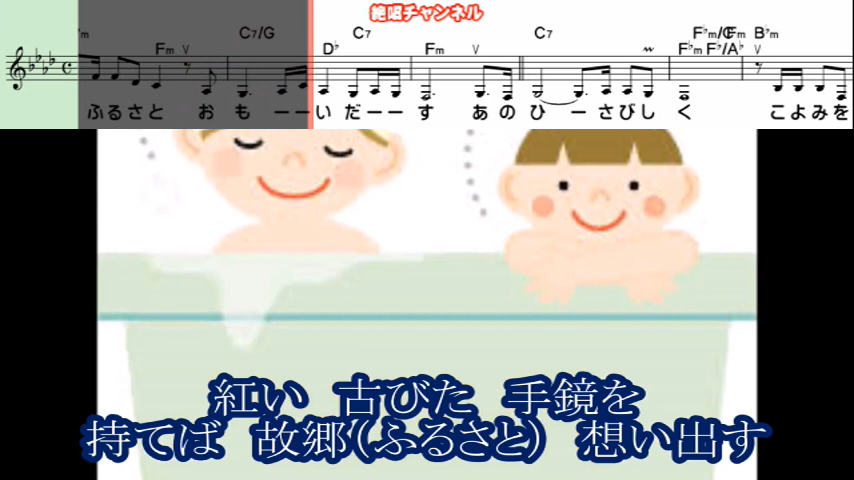 絶唱チャンネル
m Fm C7/G D♭ C7 Fm C7 F♭m/C Fm F♭m F/A♭ B♭m
ふるさと お も ーーい だーー す あ の ひ ーさびし く こよみを
紅い 古びた 手鏡を
持てば 故郷(ふるさと) 想い出す